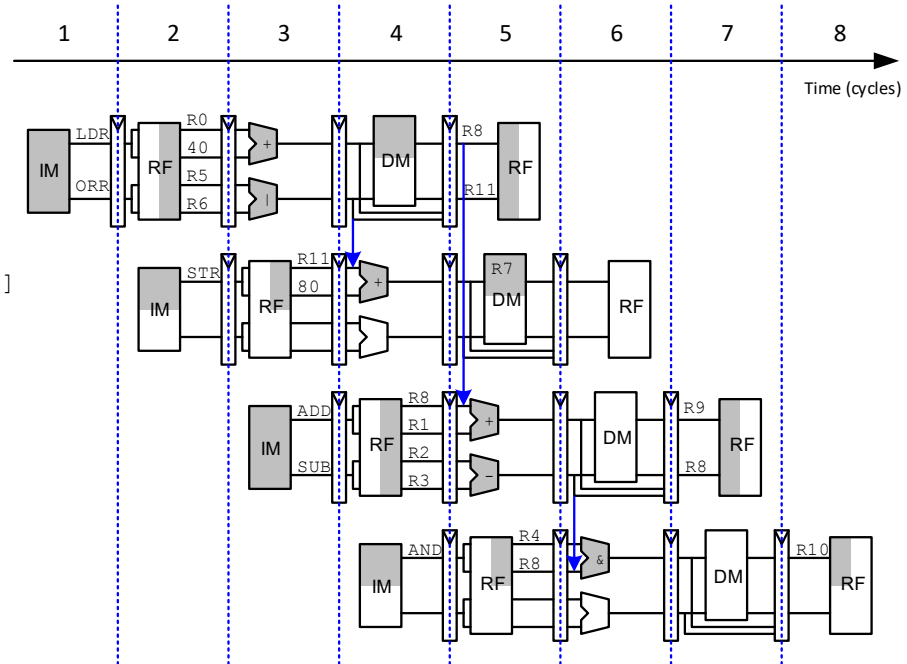 1 2 3 4 5 6 7 8
Time (cycles)
LDR R0 R8
IM RF 40 + DM RF
ORR R5 R11
R6 |
STR R11 R7
]
IM RF 80 + DM RF
ADD R8 R9
IM RF R1 + DM RF
SUB R2 R8
R3 −
AND R4 R10
IM RF R8 & DM RF